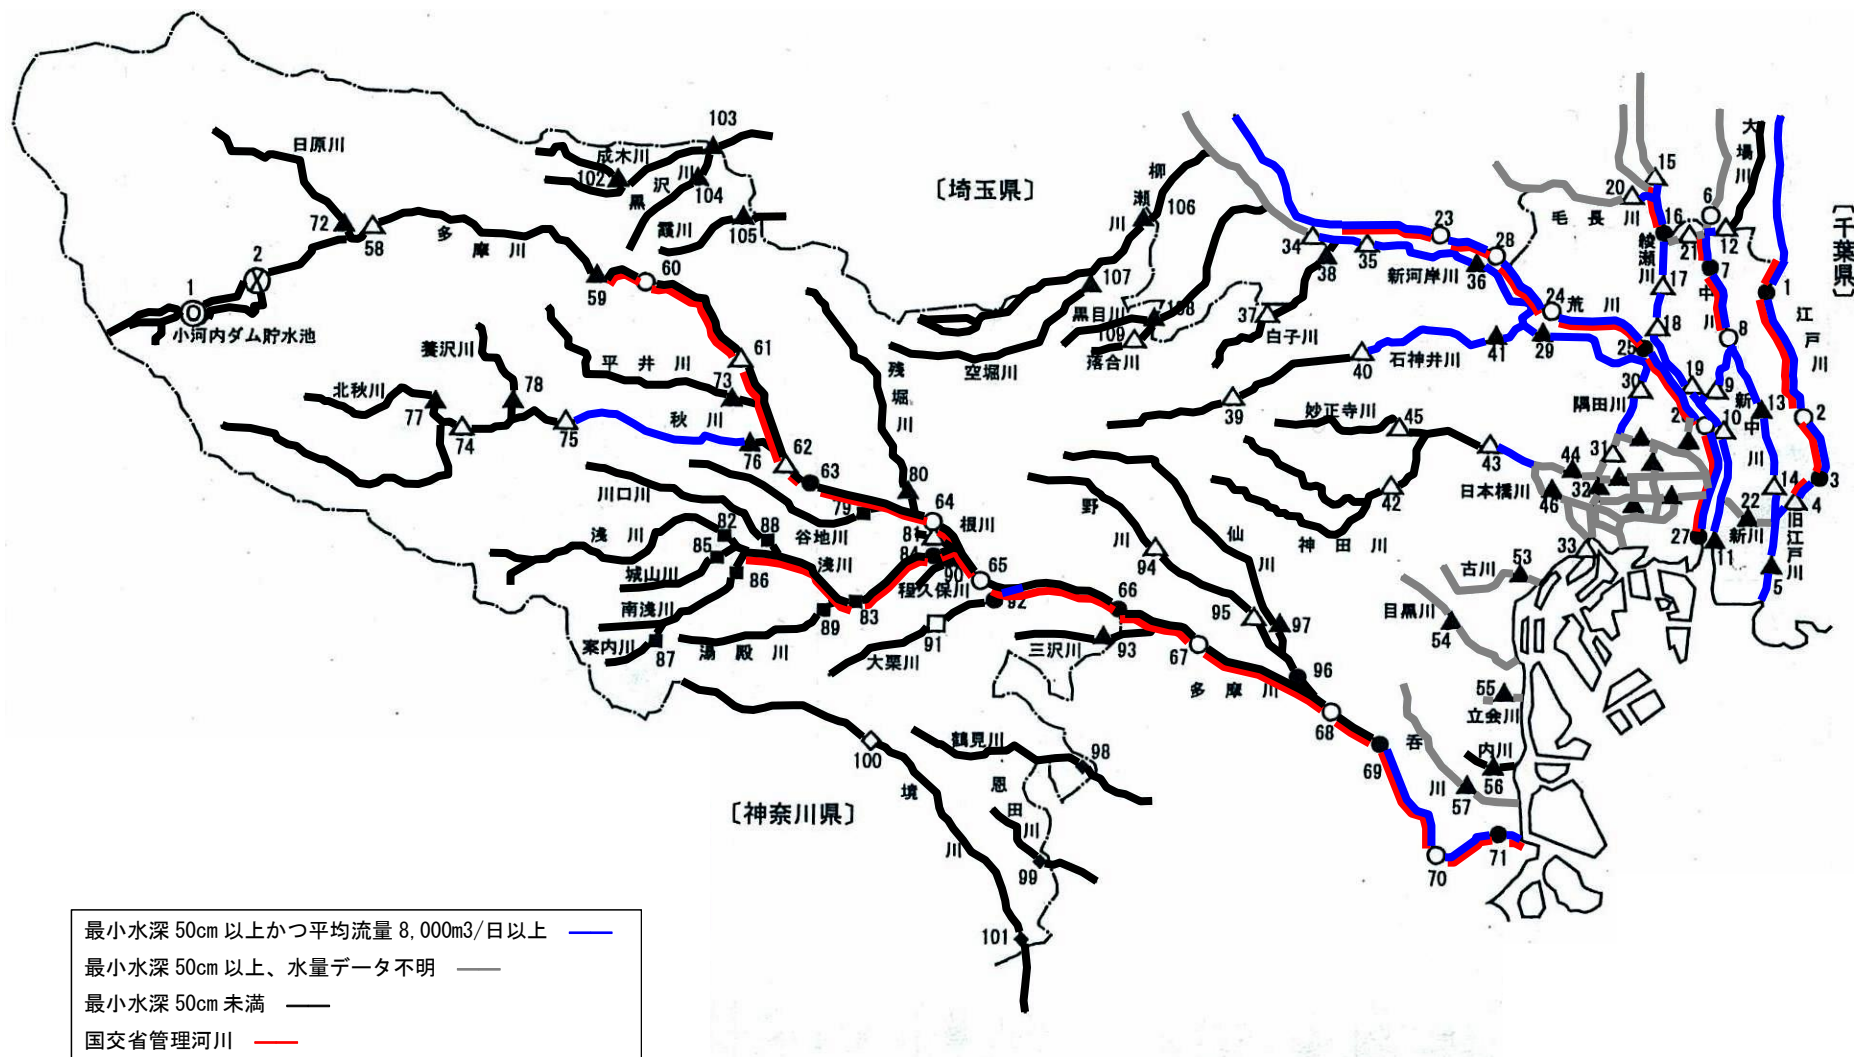 103
日原川
成木川
102
黒
沢
川
104
霞川
105
72
58
多
摩
川
1
2
小河内ダム貯水池
59
60
61
養沢川
78
平
井
川
73
北秋川
77
74
75
秋
川
76
62
63
残
堀
川
80
〔埼玉県〕
柳
瀬
川
106
107
黒目川
108
109
落合川
空堀川
34
35
38
37
白子川
新河岸川
36
23
28
24
荒
川
毛
長
川
20
15
16
綾
瀬
川
17
18
21
6
大
場
川
12
7
中
川
8
1
江
戸
川
〔千葉県〕
39
40
石神井川
41
29
25
30
隅田川
19
9
新
中
川
10
13
2
26
31
妙正寺川
45
43
44
日本橋川
46
32
42
神
田
川
14
3
4
旧
江
戸
川
22
新川
27
11
5
33
川口川
79
谷地川
64
根川
81
84
90
程久保川
65
82
88
浅
川
85
城山川
86
浅川
南浅川
案内川
87
湯
殿
川
89
83
大栗川
91
92
66
三沢川
93
67
野
川
94
仙
川
95
97
96
多
摩
川
68
69
古川
53
目黒川
54
55
立会川
内川
56
呑
川
57
70
71
鶴見川
98
100
境
川
恩
田
川
99
101
〔神奈川県〕
最小水深 50cm 以上かつ平均流量 8,000m3/日以上
最小水深 50cm 以上、水量データ不明
最小水深 50cm 未満
国交省管理河川